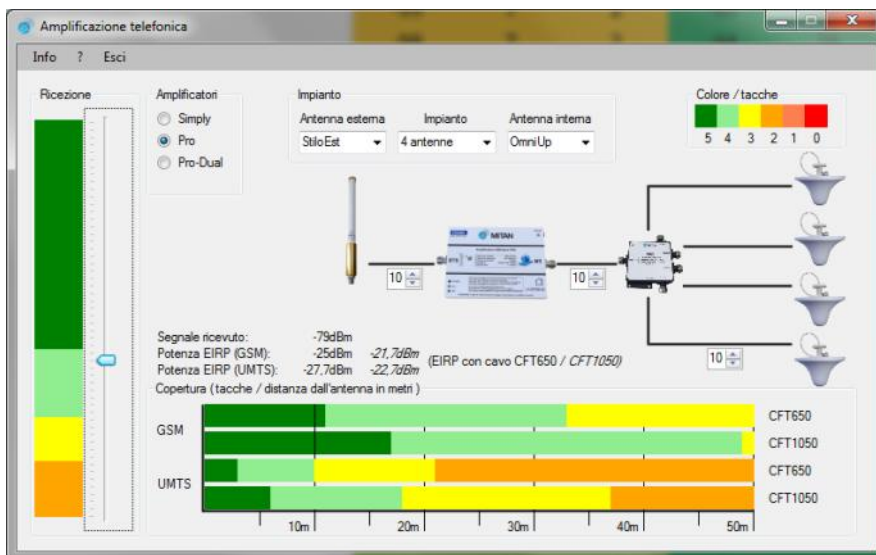 Amplificazione telefonica
Info ? Esci
Ricezione
Amplificatori
Simply
Pro
Pro-Dual
Impianto
Antenna esterna Impianto Antenna interna
StiloEst 4 antenne OmniUp
Colore / tacche
5 4 3 2 1 0
MITAN
10 10
10
Segnale ricevuto: -79dBm
Potenza EIRP (GSM): -25dBm -21,7dBm (EIRP con cavo CFT650 / CFT1050)
Potenza EIRP (UMTS): -27,7dBm -22,7dBm
Copertura (tacche / distanza dall'antenna in metri )
GSM
CFT650
CFT1050
UMTS
CFT650
CFT1050
10m 20m 30m 40m 50m